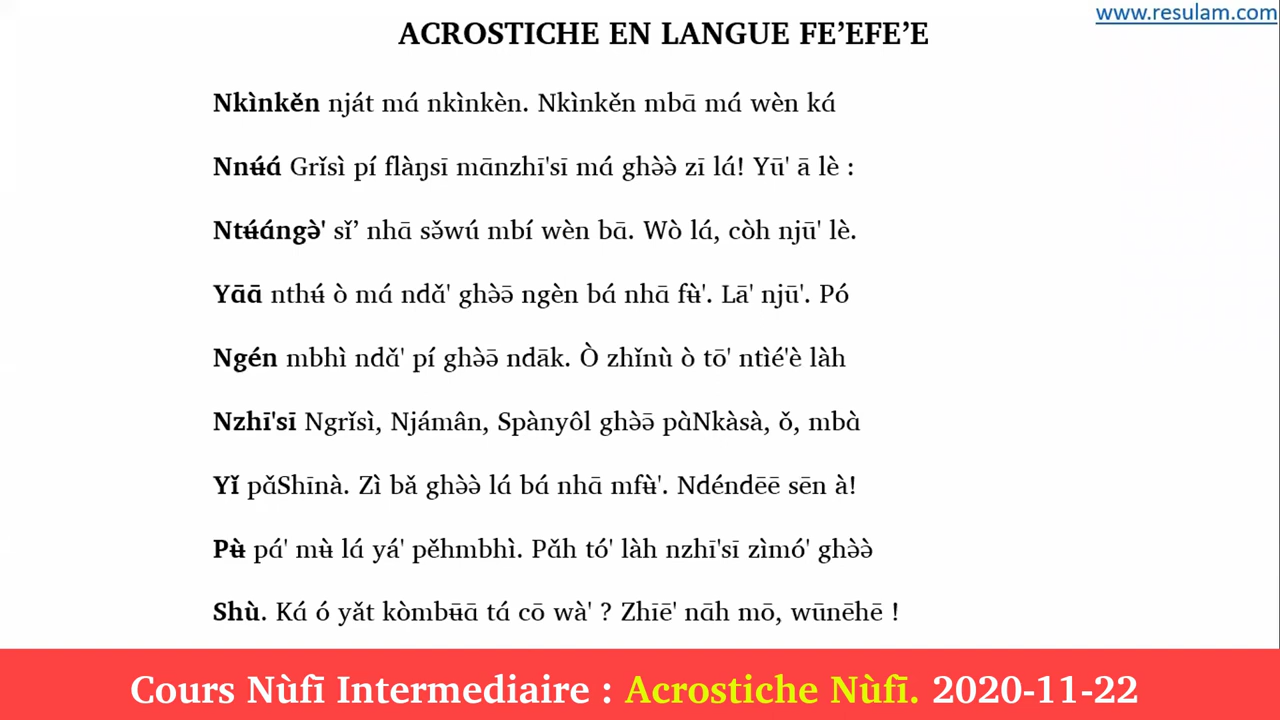 www.resulam.com
ACROSTICHE EN LANGUE FE’EFE’E
Nkìnkěn nját má nkìnkèn. Nkìnkěn mbā má wèn ká
Nnʉ́á Grǐsì pí flàŋsī mānzhī'sī má ghə̀ə̀ zī lá! Yū' ā lè :
Ntʉ́ángə̀' sǐ’ nhā sə̌wú mbí wèn bā. Wò lá, còh njū' lè.
Yāā nthʉ́ ò má ndǎ' ghə̀ə̄ ngèn bá nhā fʉ̀'. Lā' njū'. Pó
Ngén mbhì ndǎ' pí ghə̀ə̄ ndāk. Ò zhǐnù ò tō' ntìé'è làh
Nzhī'sī Ngrǐsì, Njámân, Spànyôl ghə̀ə̄ pàNkàsà, ǒ, mbà
Yǐ pǎShīnà. Zì bǎ ghə̀ə̀ lá bá nhā mfʉ̀'. Ndéndēē sēn à!
Pʉ̀ pá' mʉ̀ lá yá' pěhmbhì. Pǎh tó' làh nzhī'sī zìmó' ghə̀ə̀
Shù. Ká ó yǎt kòmbʉ̄ā tá cō wà' ? Zhīē' nāh mō, wūnēhē !
Cours Nùfī Intermediaire : Acrostiche Nùfī. 2020-11-22